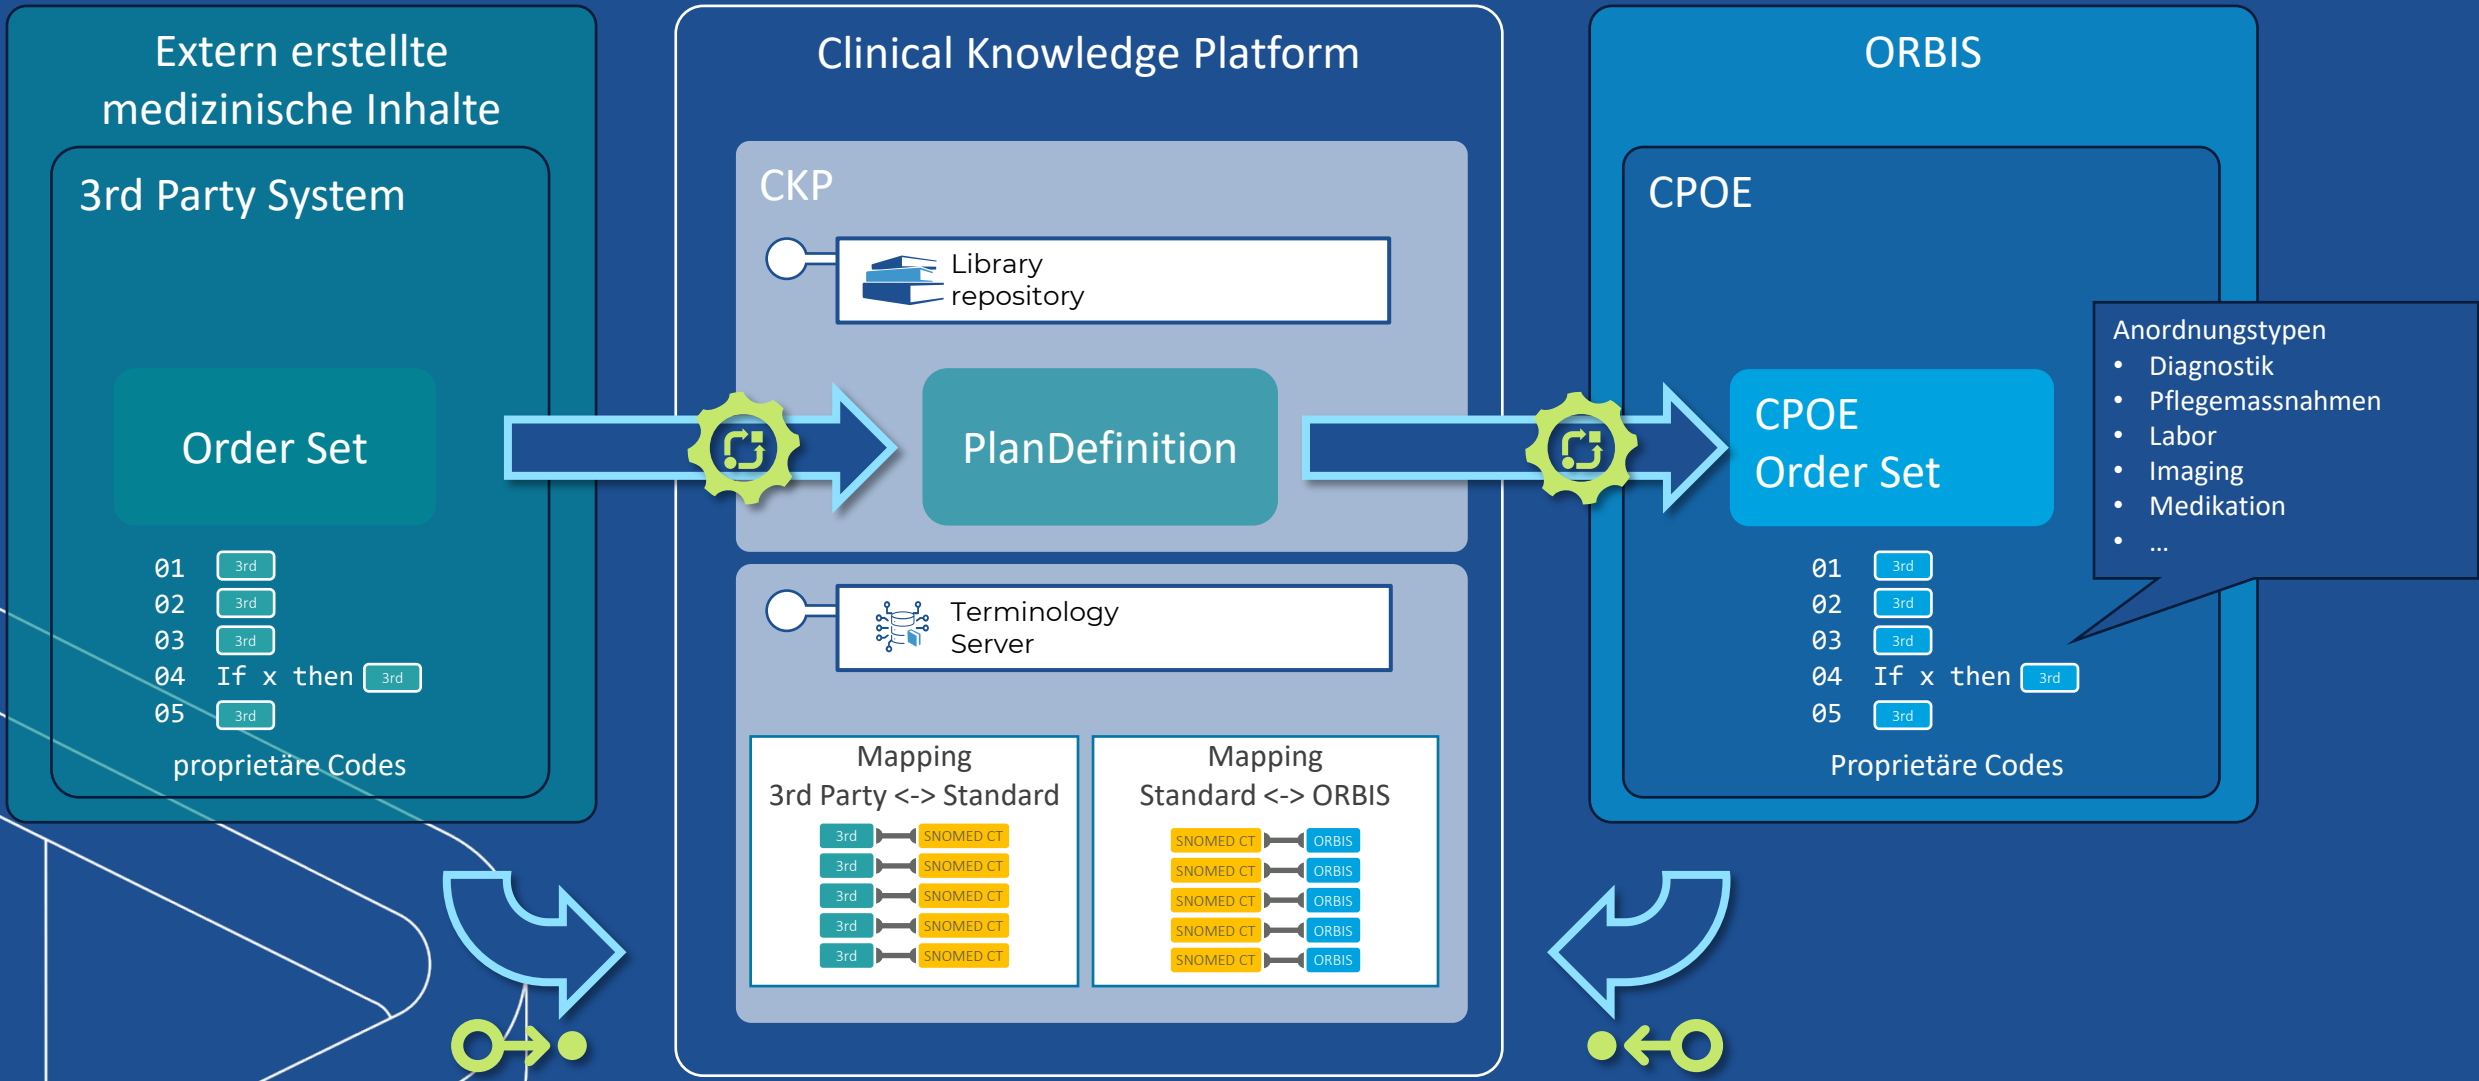 Extern erstellte
medizinische Inhalte
3rd Party System
Order Set
01 3rd
02 3rd
03 3rd
04 If x then 3rd
05 3rd
proprietäre Codes
Clinical Knowledge Platform
CKP
Library
repository
PlanDefinition
Terminology
Server
Mapping
3rd Party <-> Standard
3rd SNOMED CT
3rd SNOMED CT
3rd SNOMED CT
3rd SNOMED CT
3rd SNOMED CT
Mapping
Standard <-> ORBIS
SNOMED CT ORBIS
SNOMED CT ORBIS
SNOMED CT ORBIS
SNOMED CT ORBIS
SNOMED CT ORBIS
ORBIS
CPOE
CPOE
Order Set
01 3rd
02 3rd
03 3rd
04 If x then 3rd
05 3rd
Proprietäre Codes
Anordnungstypen
• Diagnostik
• Pflegemassnahmen
• Labor
• Imaging
• Medikation
• ...